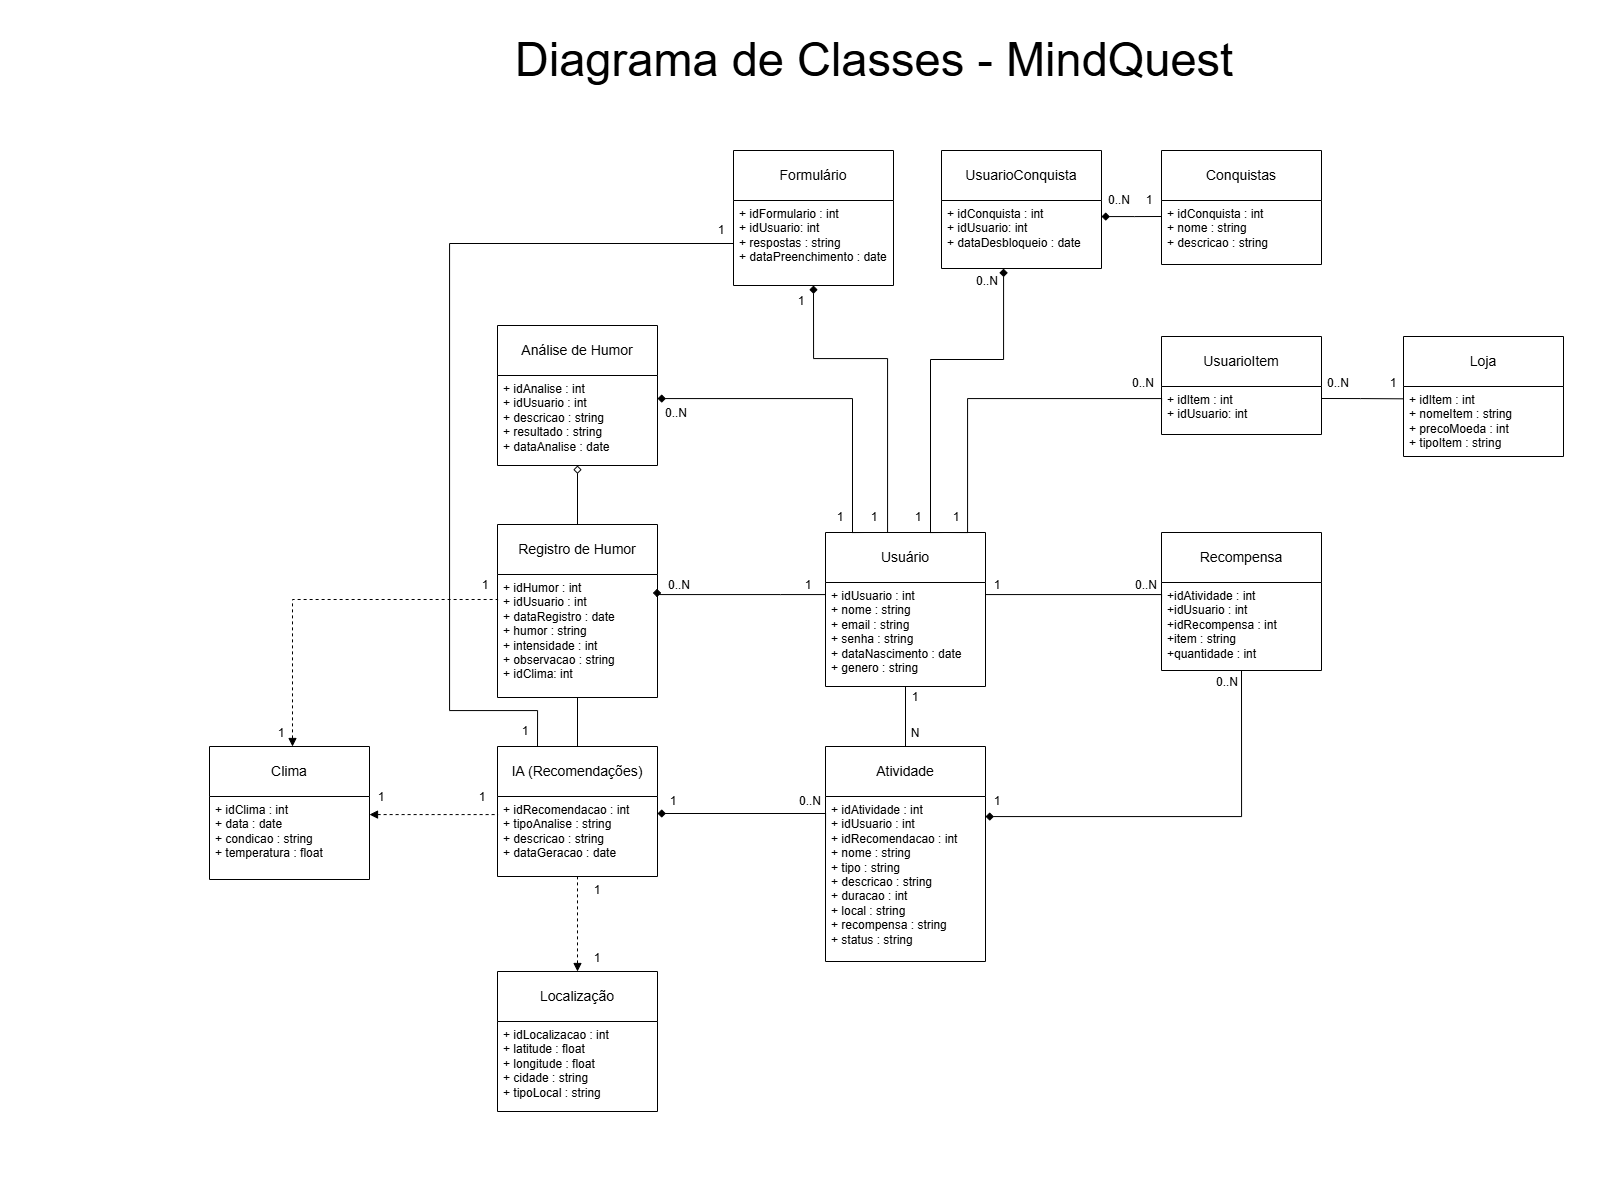 Diagrama de Classes - MindQuest
Formulário
+ idFormulario : int
+ idUsuario: int
+ respostas : string
+ dataPreenchimento : date
1
1
UsuarioConquista
+ idConquista : int
+ idUsuario: int
+ dataDesbloqueio : date
0..N
1
0..N
Conquistas
+ idConquista : int
+ nome : string
+ descricao : string
Análise de Humor
+ idAnalise : int
+ idUsuario : int
+ descricao : string
+ resultado : string
+ dataAnalise : date
0..N
UsuarioItem
+ idItem : int
+ idUsuario: int
0..N
0..N
1
Loja
+ idItem : int
+ nomeItem : string
+ precoMoeda : int
+ tipoItem : string
1
1
1
1
Registro de Humor
+ idHumor : int
+ idUsuario : int
+ dataRegistro : date
+ humor : string
+ intensidade : int
+ observacao : string
+ idClima: int
1
0..N
1
Usuário
+ idUsuario : int
+ nome : string
+ email : string
+ senha : string
+ dataNascimento : date
+ genero : string
1
0..N
Recompensa
+idAtividade : int
+idUsuario : int
+idRecompensa : int
+item : string
+quantidade : int
0..N
1
N
1
1
Clima
+ idClima : int
+ data : date
+ condicao : string
+ temperatura : float
1
1
IA (Recomendações)
+ idRecomendacao : int
+ tipoAnalise : string
+ descricao : string
+ dataGeracao : date
1
0..N
Atividade
+ idAtividade : int
+ idUsuario : int
+ idRecomendacao : int
+ nome : string
+ tipo : string
+ descricao : string
+ duracao : int
+ local : string
+ recompensa : string
+ status : string
1
1
1
Localização
+ idLocalizacao : int
+ latitude : float
+ longitude : float
+ cidade : string
+ tipoLocal : string